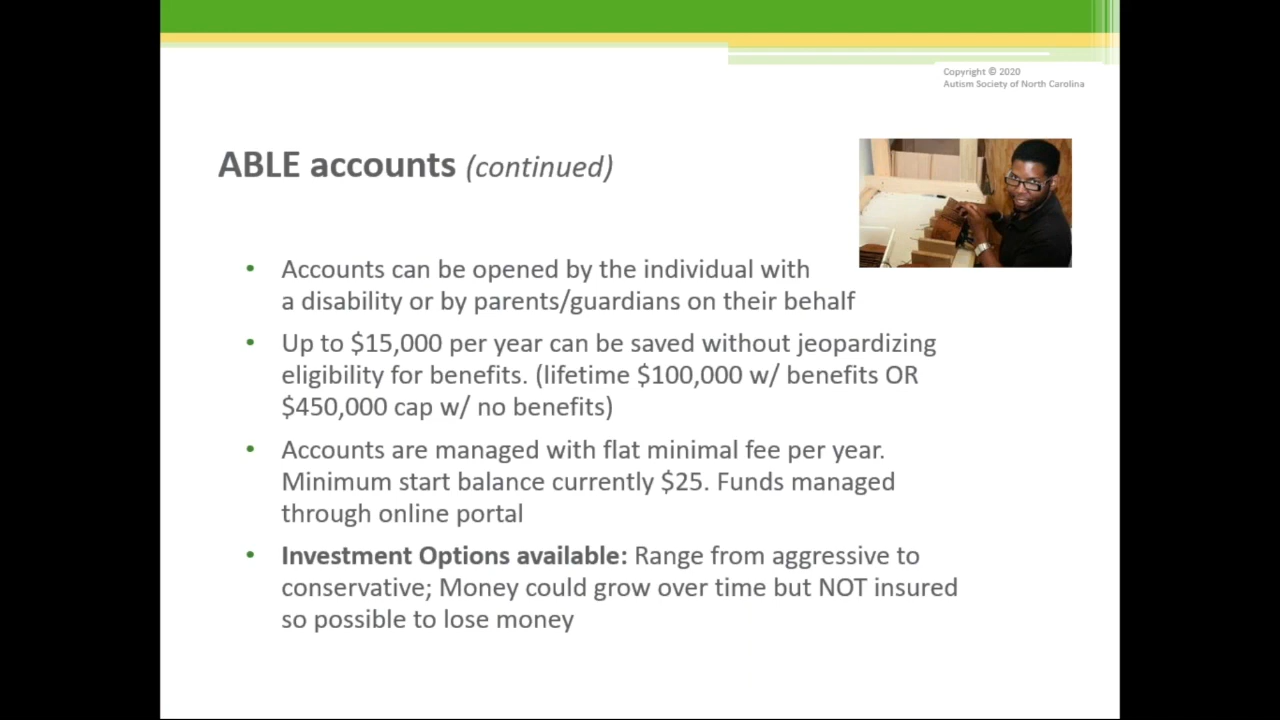 Copyright © 2020
Autism Society of North Carolina
ABLE accounts (continued)
• Accounts can be opened by the individual with
a disability or by parents/guardians on their behalf
• Up to $15,000 per year can be saved without jeopardizing
eligibility for benefits. (lifetime $100,000 w/ benefits OR
$450,000 cap w/ no benefits)
• Accounts are managed with flat minimal fee per year.
Minimum start balance currently $25. Funds managed
through online portal
• Investment Options available: Range from aggressive to
conservative; Money could grow over time but NOT insured
so possible to lose money